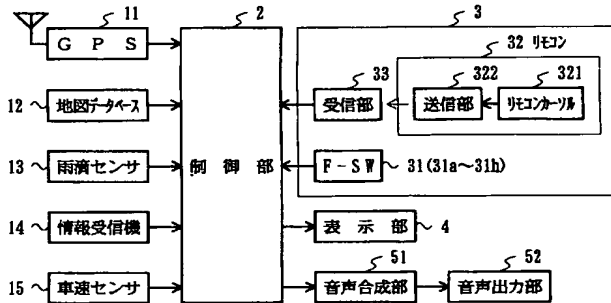 11
GPS
2
3
12
地図データベース
13
雨滴センサ
14
情報受信機
15
車速センサ
制御部
32 リモコン
33
受信部
322
送信部
321
リモコンカーソル
F-SW
31(31a～31h)
表示部
4
51
音声合成部
52
音声出力部